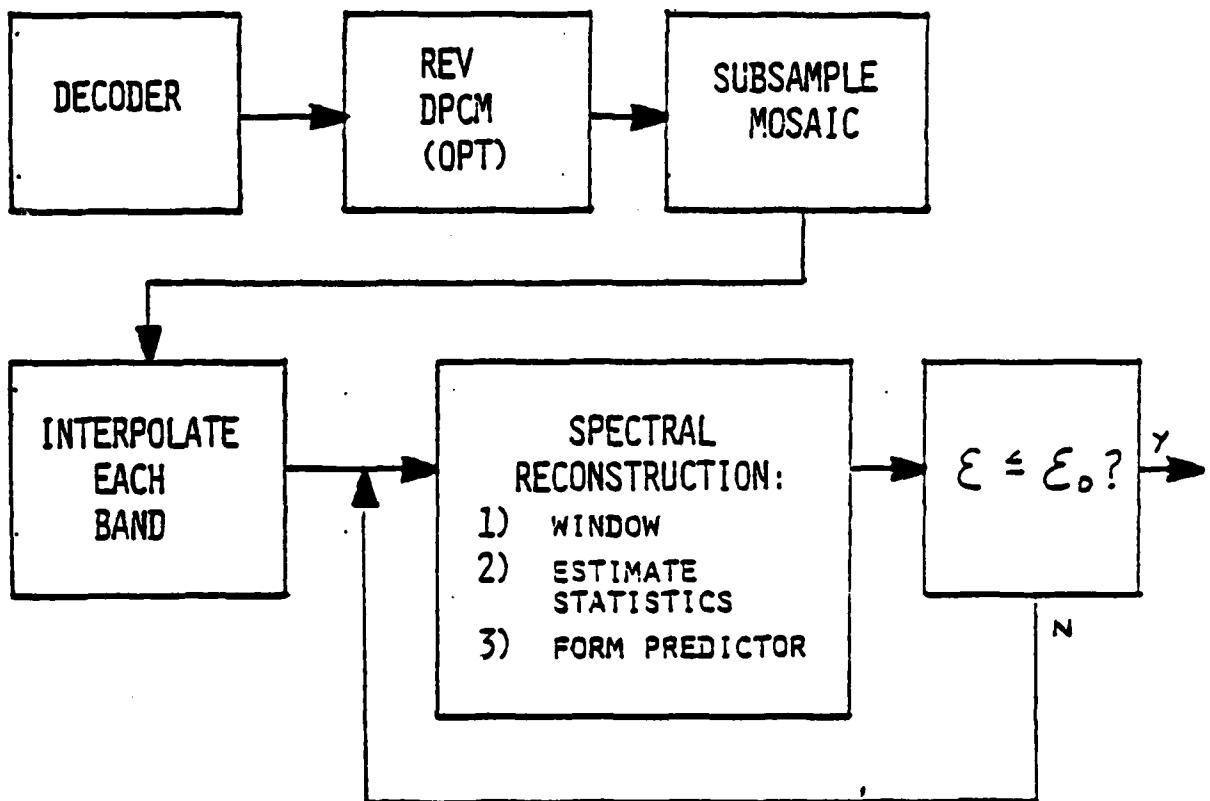 DECODER
REV
DPCM
(OPT)
SUBSAMPLE
MOSAIC
INTERPOLATE
EACH
BAND
SPECTRAL
RECONSTRUCTION:
1) WINDOW
2) ESTIMATE
STATISTICS
3) FORM PREDICTOR
ε ≤ ε₀?
Y
N